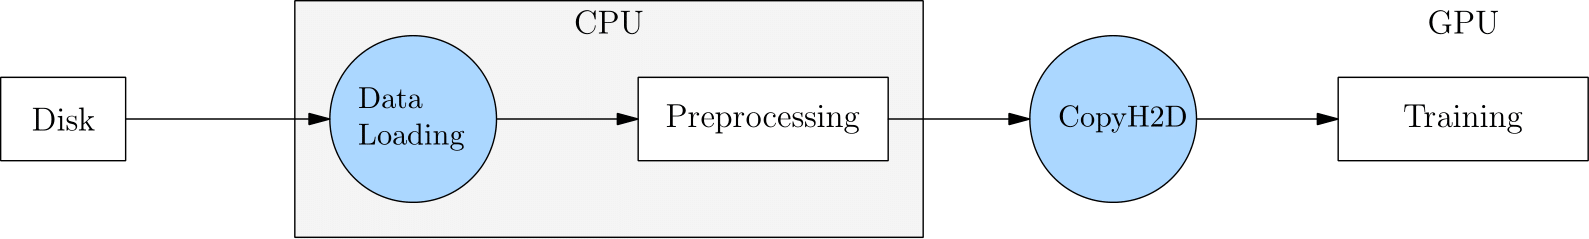 CPU
GPU
Disk
Data
Loading
Preprocessing
CopyH2D
Training